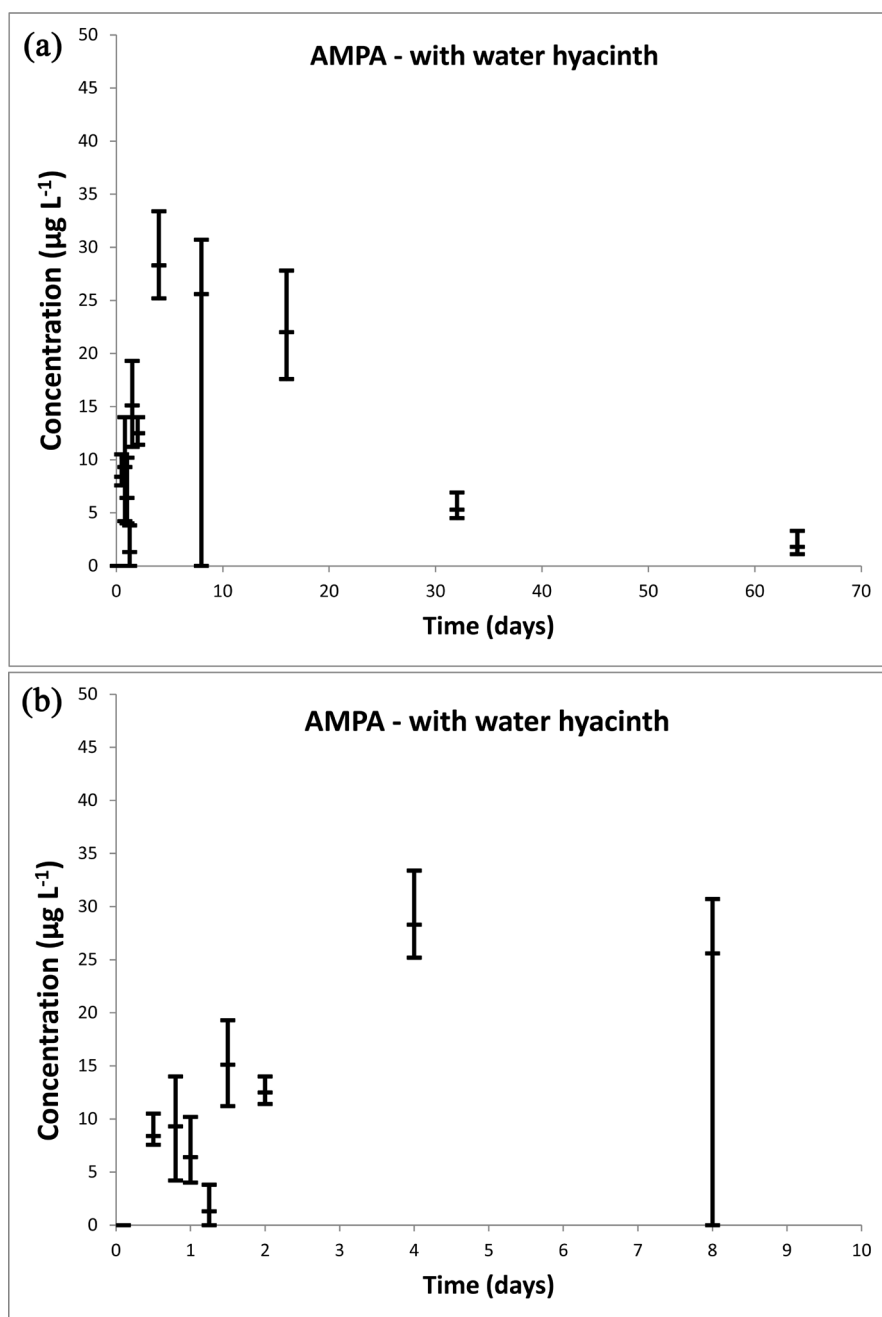 (a)
AMPA - with water hyacinth
50
45
40
35
30
25
20
15
10
5
0
Concentration (µg L⁻¹)
0 10 20 30 40 50 60 70
Time (days)
(b)
AMPA - with water hyacinth
50
45
40
35
30
25
20
15
10
5
0
Concentration (µg L⁻¹)
0 1 2 3 4 5 6 7 8 9 10
Time (days)